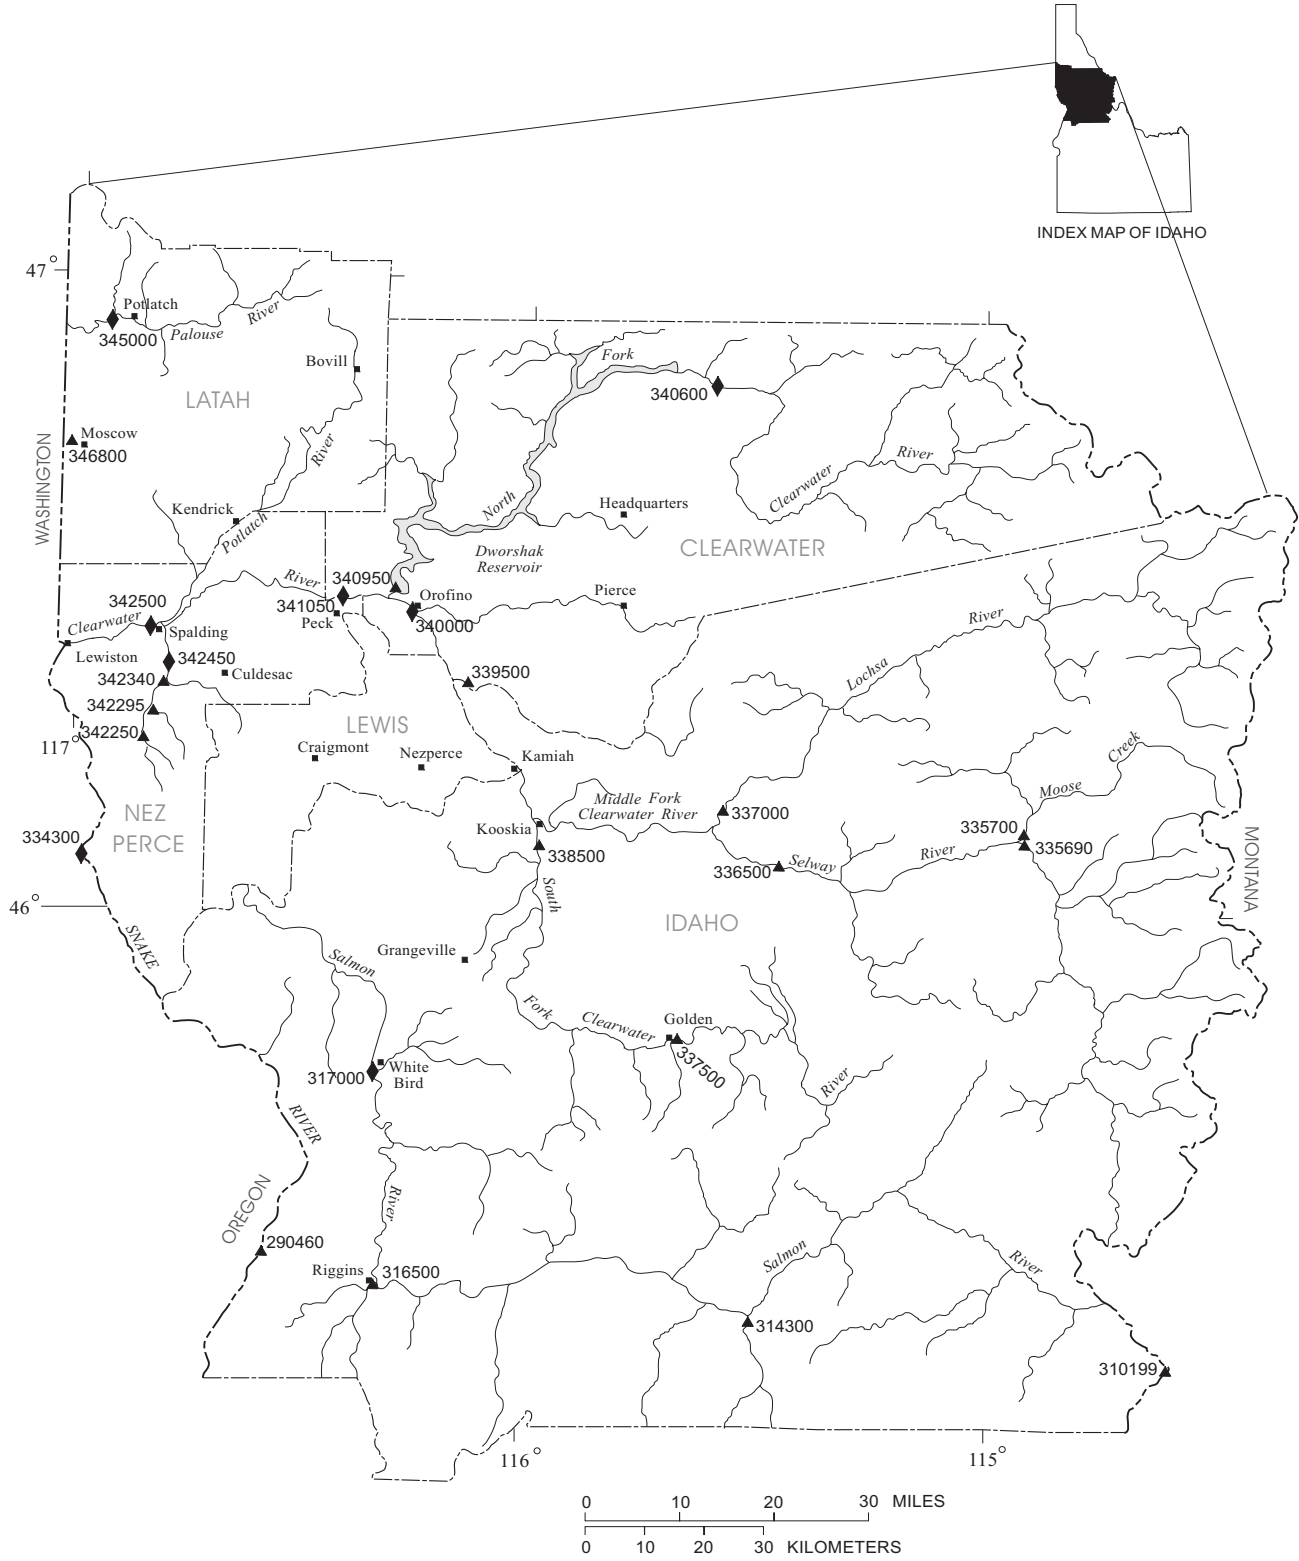 INDEX MAP OF IDAHO
47°
Potlatch
345000
Palouse
River
Bovill
LATAH
Fork
340600
WASHINGTON
Moscow
346800
River
Clearwater
River
Kendrick
Potlatch
North
Headquarters
Dworshak
Reservoir
CLEARWATER
River
340950
341050
Peck
Orofino
340000
Pierce
342500
Clearwater
Spalding
Lewiston
342450
342340
Culdesac
342295
342250
117°
339500
Lochsa
River
LEWIS
Craigmont
Nezperce
Kamiah
Creek
Moose
NEZ
PERCE
Middle Fork
Clearwater River
337000
334300
Kooskia
338500
336500
Selway
River
335700
335690
MONTANA
46°
SNAKE
South
IDAHO
Grangeville
Salmon
Fork
Clearwater
Golden
337500
317000
White
Bird
River
RIVER
OREGON
River
290460
Riggins
316500
Salmon
River
314300
310199
116°
115°
0 10 20 30 MILES
0 10 20 30 KILOMETERS